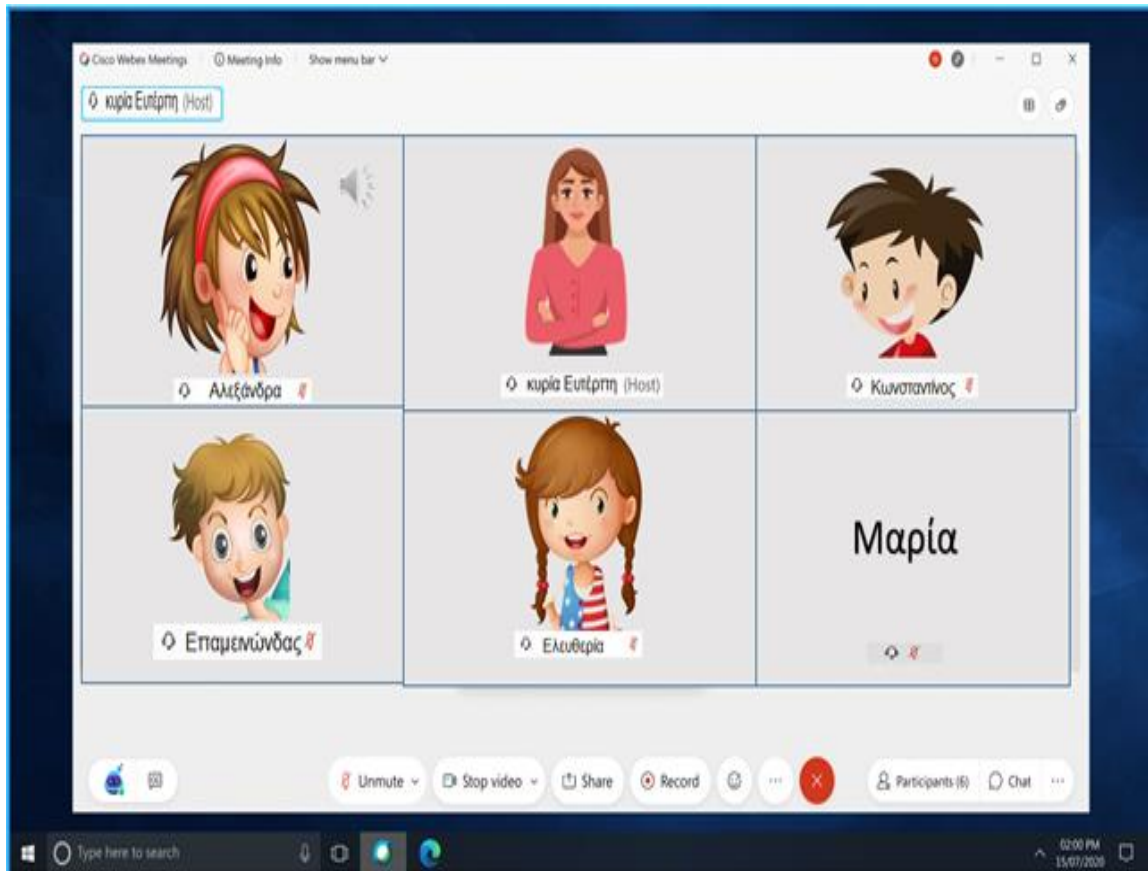 Cisco Webex Meetings Meeting Info Show menu bar
κυρία Ευτέρπη (Host)
Αλεξάνδρα
κυρία Ευτέρπη (Host)
Κωνσταντίνος
Επαμεινώνδας
Ελευθερία
Μαρία
Unmute Stop video Share Record Participants (6) Chat
Type here to search
02:00 PM
15/07/2020